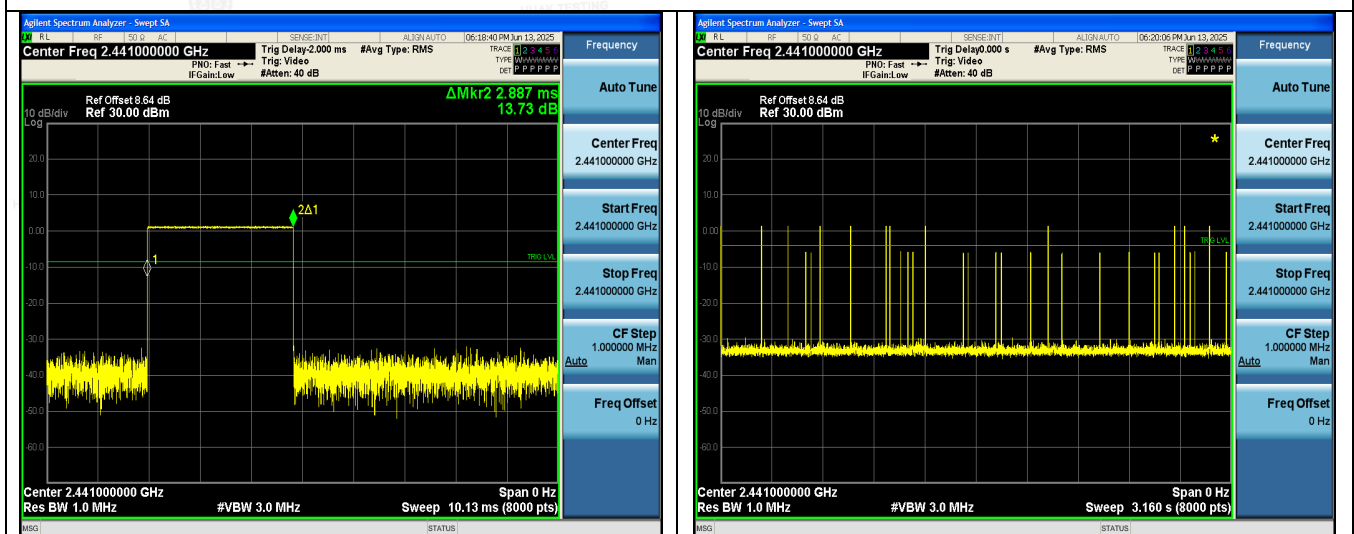 Agilent Spectrum Analyzer - Swept SA
LXI RL RF 50 Ω AC SENSE:INT ALIGN AUTO 06:18:40 PM Jun 13, 2025
Center Freq 2.441000000 GHz
PNO: Fast
IFGain:Low
Trig Delay-2.000 ms
Trig: Video
#Atten: 40 dB
#Avg Type: RMS
TRACE 1 2 3 4 5 6
TYPE WWWWWW
DET P P P P P P
ΔMkr2 2.887 ms
13.73 dB
Ref Offset 8.64 dB
10 dB/div Ref 30.00 dBm
Log
20.0
10.0
0.00
-10.0
-20.0
-30.0
-40.0
-50.0
-60.0
1
2Δ1
TRIG LVL
Center 2.441000000 GHz Span 0 Hz
Res BW 1.0 MHz #VBW 3.0 MHz Sweep 10.13 ms (8000 pts)
MSG STATUS
Frequency
Auto Tune
Center Freq
2.441000000 GHz
Start Freq
2.441000000 GHz
Stop Freq
2.441000000 GHz
CF Step
1.000000 MHz
Auto Man
Freq Offset
0 Hz
Agilent Spectrum Analyzer - Swept SA
LXI RL RF 50 Ω AC SENSE:INT ALIGN AUTO 06:20:06 PM Jun 13, 2025
Center Freq 2.441000000 GHz
PNO: Fast
IFGain:Low
Trig Delay0.000 s
Trig: Video
#Atten: 40 dB
#Avg Type: RMS
TRACE 1 2 3 4 5 6
TYPE WWWWWW
DET P P P P P P
Ref Offset 8.64 dB
10 dB/div Ref 30.00 dBm
Log
*
20.0
10.0
0.00
-10.0
-20.0
-30.0
-40.0
-50.0
-60.0
TRIG LVL
Center 2.441000000 GHz Span 0 Hz
Res BW 1.0 MHz #VBW 3.0 MHz Sweep 3.160 s (8000 pts)
MSG STATUS
Frequency
Auto Tune
Center Freq
2.441000000 GHz
Start Freq
2.441000000 GHz
Stop Freq
2.441000000 GHz
CF Step
1.000000 MHz
Auto Man
Freq Offset
0 Hz